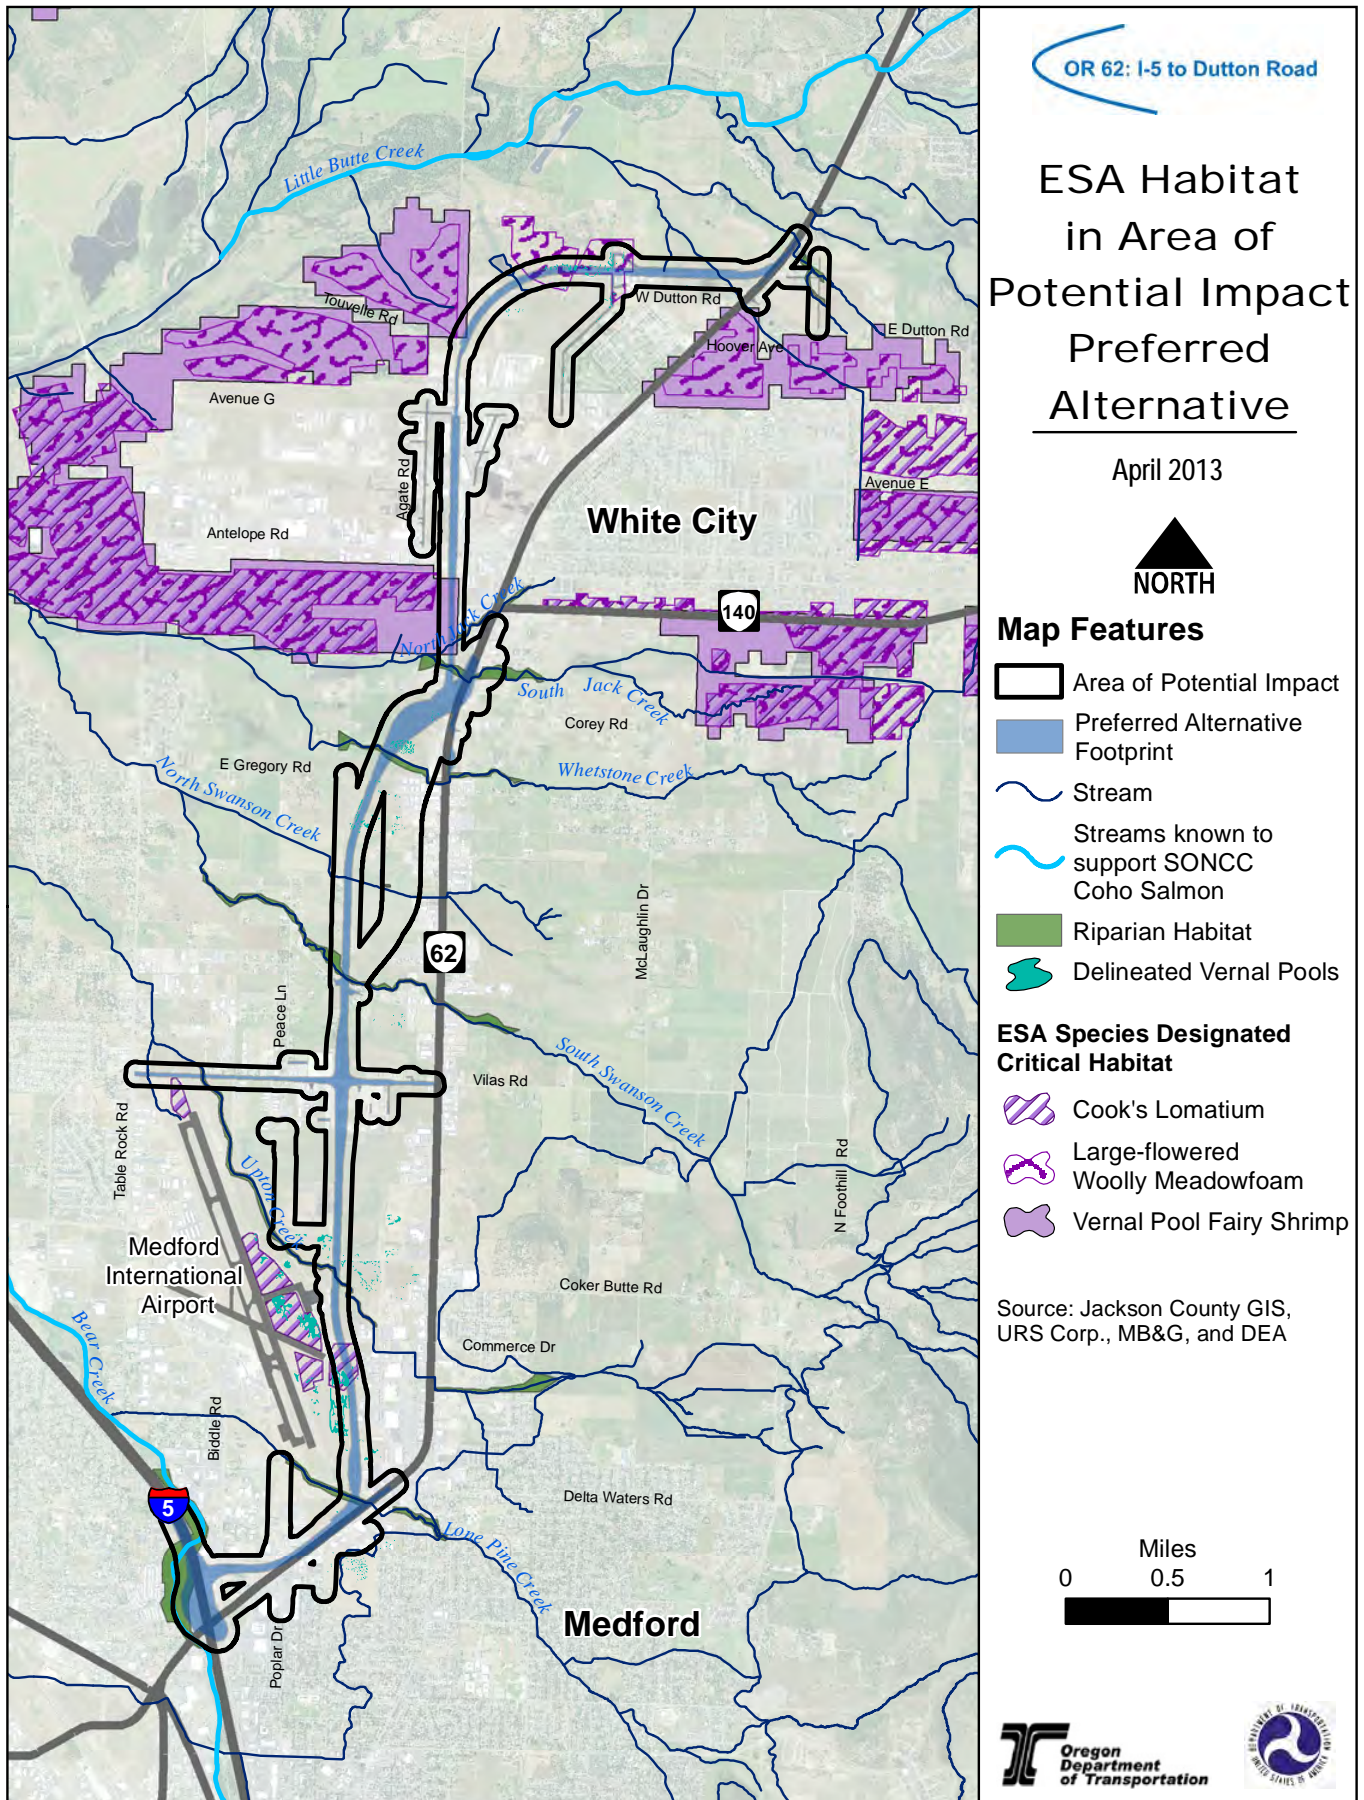 OR 62: I-5 to Dutton Road
ESA Habitat
in Area of
Potential Impact
Preferred
Alternative
April 2013
NORTH
Map Features
Area of Potential Impact
Preferred Alternative
Footprint
Stream
Streams known to
support SONCC
Coho Salmon
Riparian Habitat
Delineated Vernal Pools
ESA Species Designated
Critical Habitat
Cook's Lomatium
Large-flowered
Woolly Meadowfoam
Vernal Pool Fairy Shrimp
Source: Jackson County GIS,
URS Corp., MB&G, and DEA
Miles
0 0.5 1
Oregon
Department
of Transportation
DEPARTMENT OF TRANSPORTATION
UNITED STATES OF AMERICA
Little Butte Creek
Touvelle Rd
W Dutton Rd
E Dutton Rd
Hoover Ave
Avenue G
Agate Rd
Avenue E
White City
Antelope Rd
North Jack Creek
140
South Jack Creek
Corey Rd
E Gregory Rd
Whetstone Creek
North Swanson Creek
McLaughlin Dr
62
Peace Ln
South Swanson Creek
Vilas Rd
Table Rock Rd
Upton Creek
N Foothill Rd
Medford
International
Airport
Coker Butte Rd
Bear Creek
Commerce Dr
Biddle Rd
5
Delta Waters Rd
Lone Pine Creek
Medford
Poplar Dr